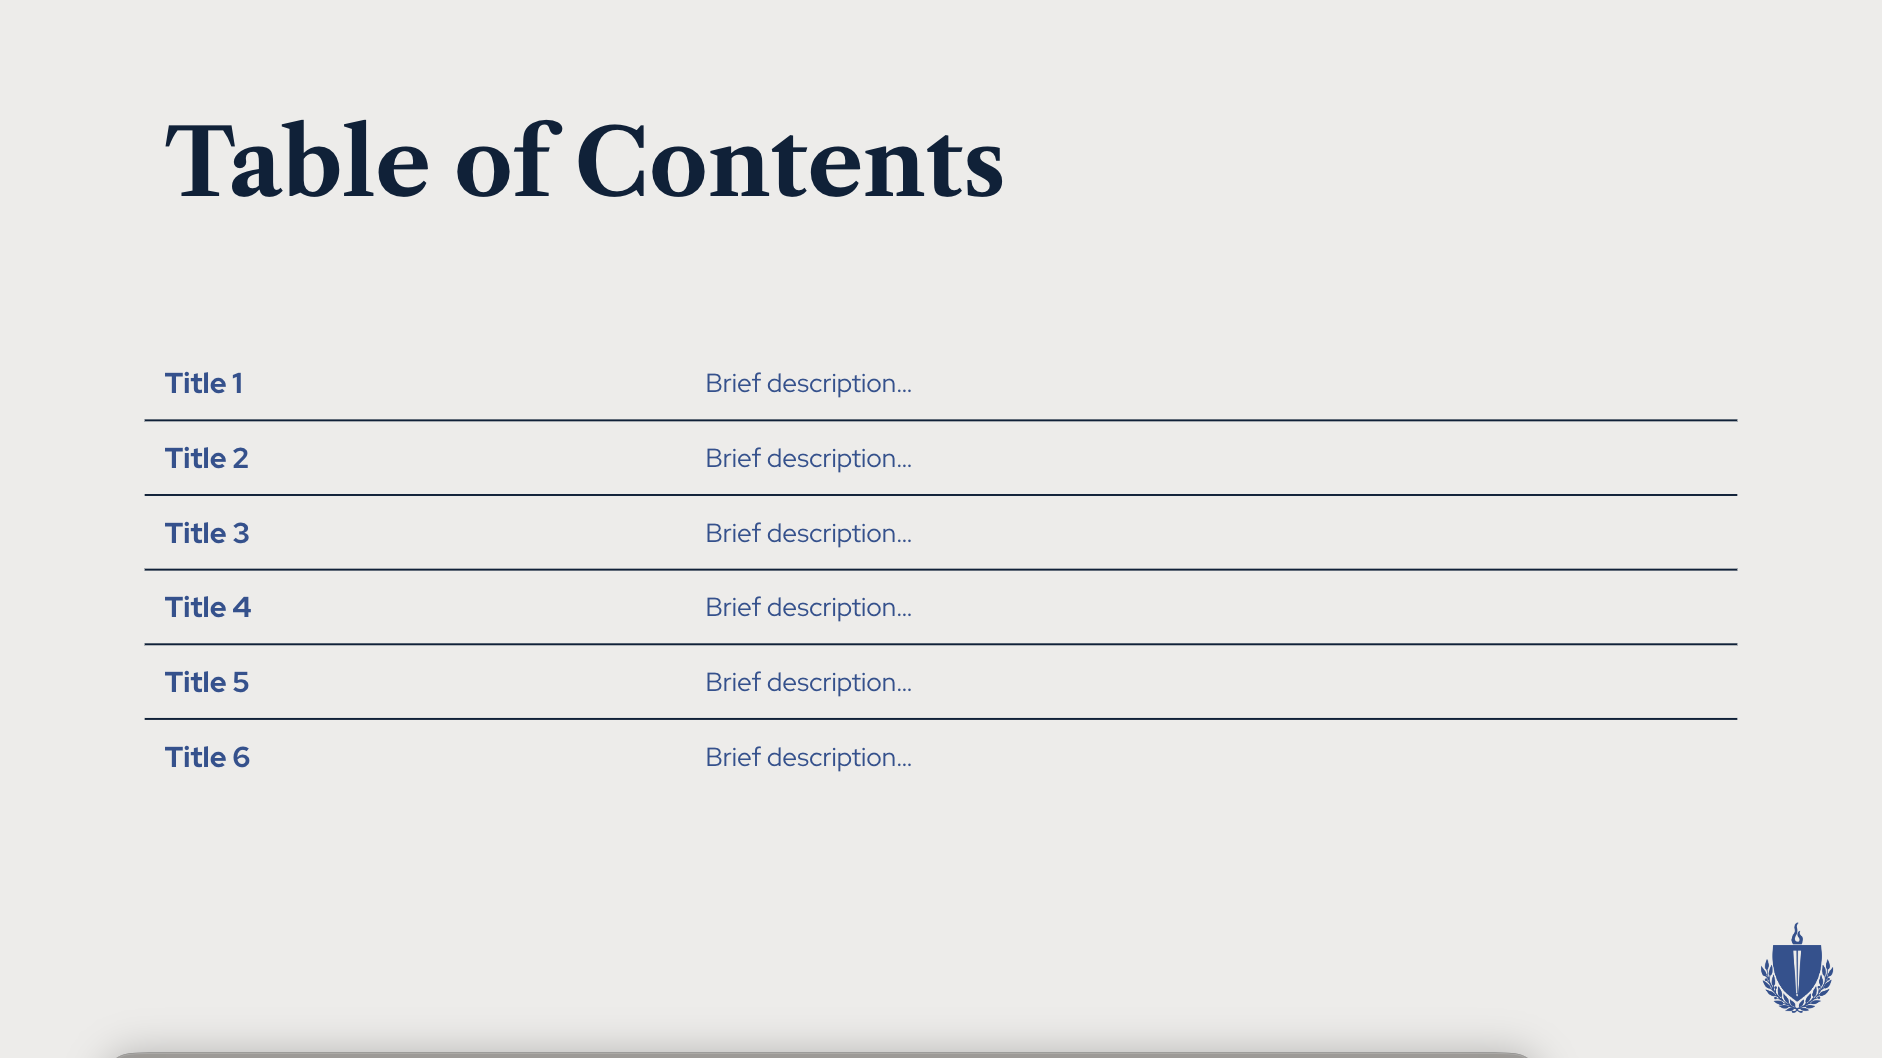 Table of Contents
Title 1 Brief description...
Title 2 Brief description...
Title 3 Brief description...
Title 4 Brief description...
Title 5 Brief description...
Title 6 Brief description...